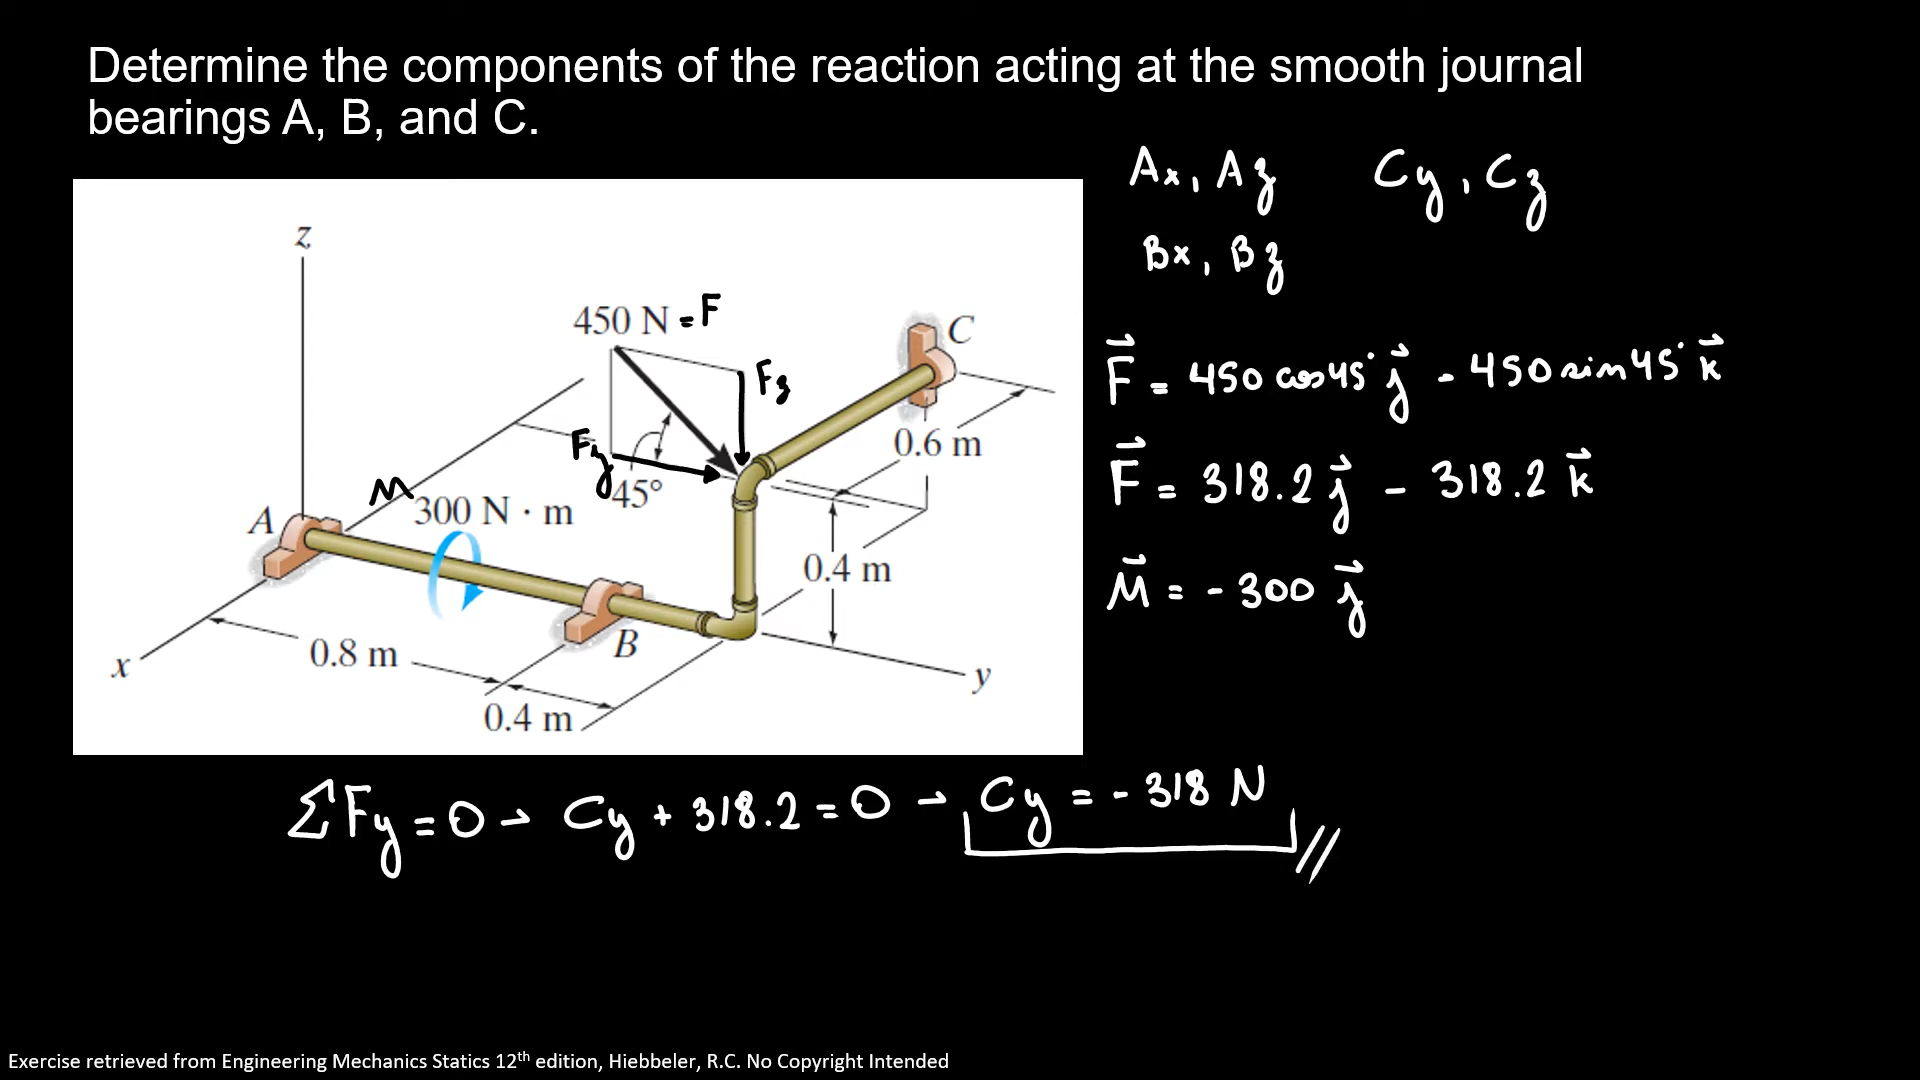 Determine the components of the reaction acting at the smooth journal
bearings A, B, and C.
Ax, Az Cy, Cz
Bx, Bz
z
450 N = F
Fz
C
0.6 m
Fy
45°
M
300 N · m
A
0.4 m
B
0.8 m
x
y
0.4 m
F⃗ = 450 cos45° j⃗ - 450 sin45° k⃗
F⃗ = 318.2 j⃗ - 318.2 k⃗
M⃗ = - 300 j⃗
ΣFy = 0 → Cy + 318.2 = 0 → Cy = - 318 N //
Exercise retrieved from Engineering Mechanics Statics 12th edition, Hiebbeler, R.C. No Copyright Intended